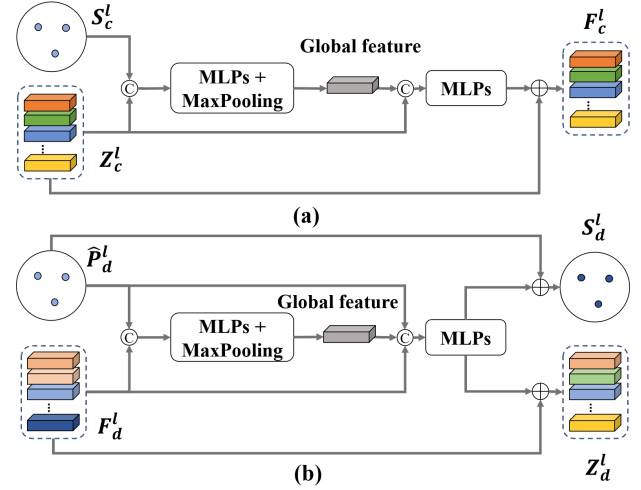 S_c^l
F_c^l
Global feature
MLPs +
MaxPooling
C
C
MLPs
Z_c^l
(a)
S_d^l
P̂_d^l
Global feature
MLPs +
MaxPooling
C
C
MLPs
F_d^l
Z_d^l
(b)